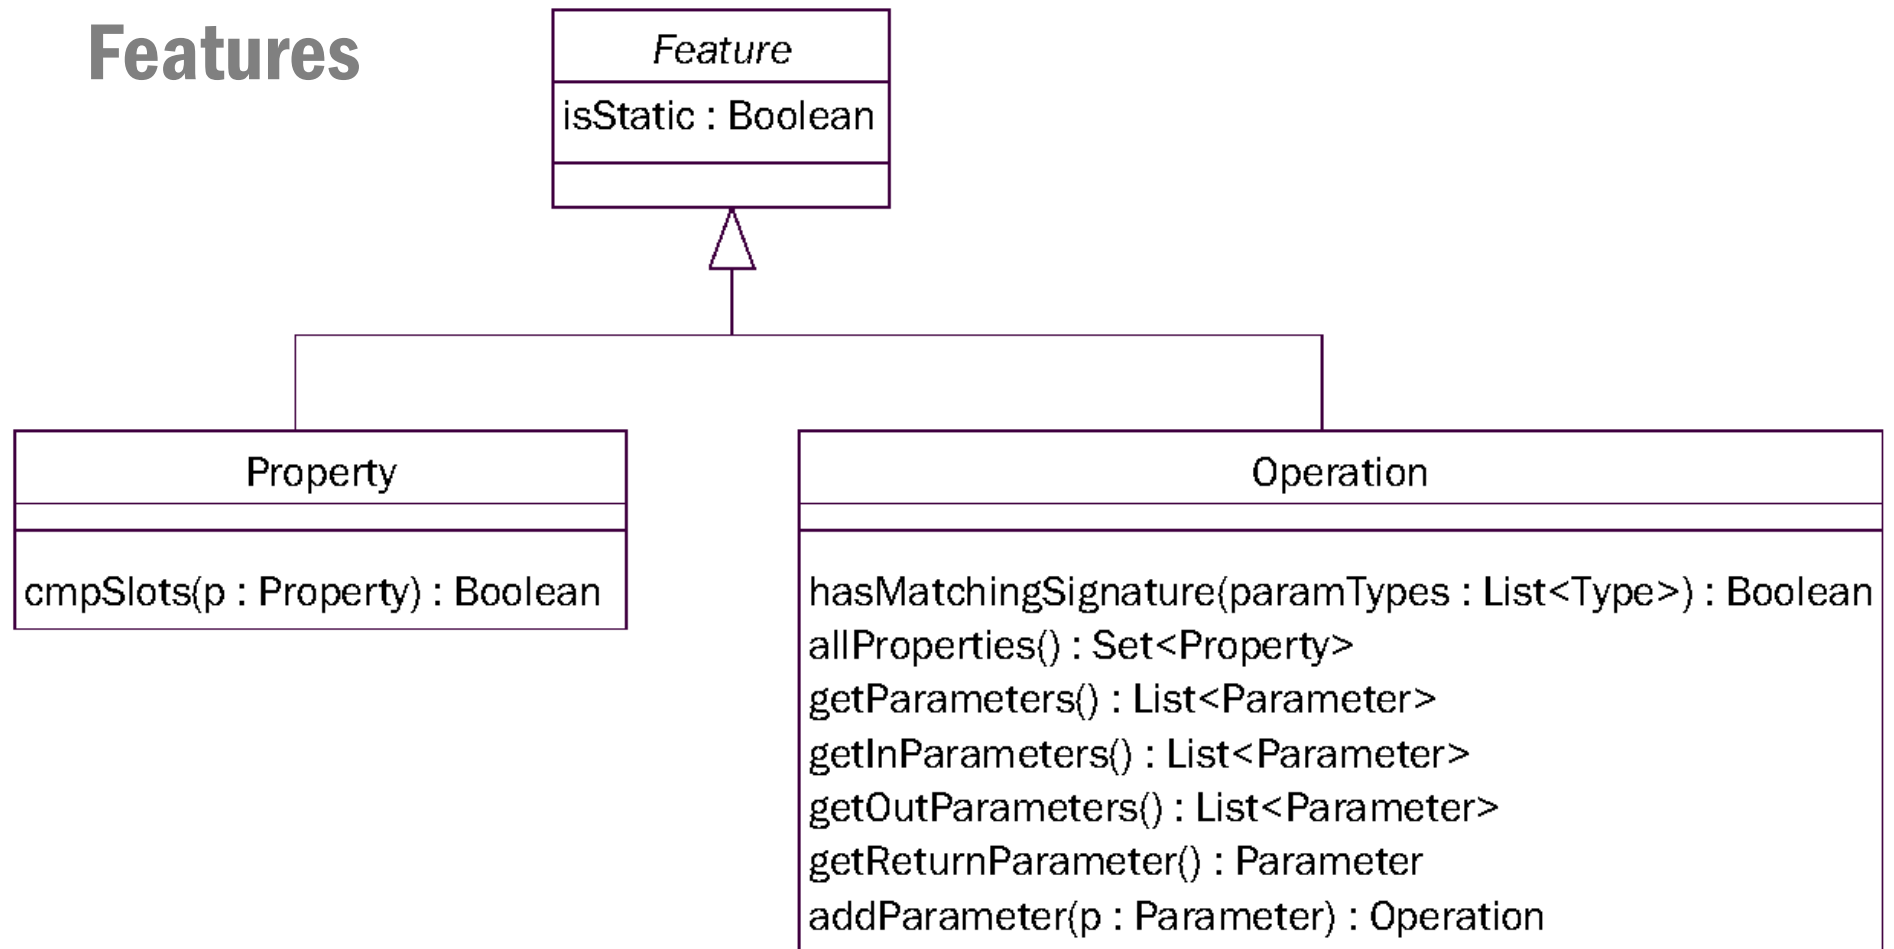 Features
Feature
isStatic : Boolean
Property
cmpSlots(p : Property) : Boolean
Operation
hasMatchingSignature(paramTypes : List<Type>) : Boolean
allProperties() : Set<Property>
getParameters() : List<Parameter>
getInParameters() : List<Parameter>
getOutParameters() : List<Parameter>
getReturnParameter() : Parameter
addParameter(p : Parameter) : Operation